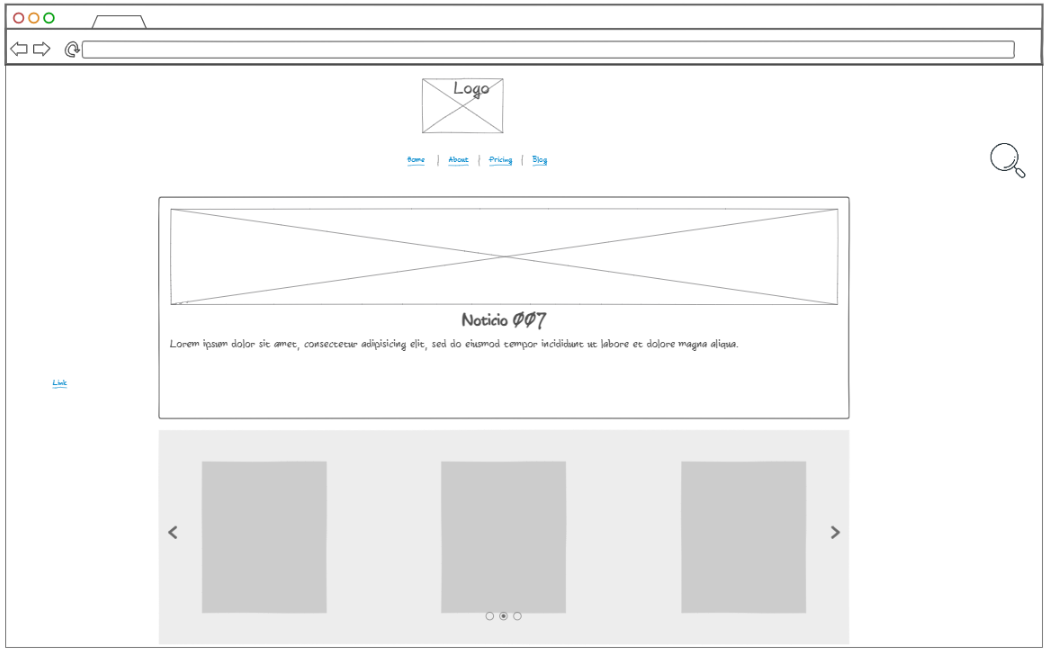 Logo
Home | About | Pricing | Blog
Noticio 007
Lorem ipsum dolor sit amet, consectetur adipisicing elit, sed do eiusmod tempor incididunt ut labore et dolore magna aliqua.
Link